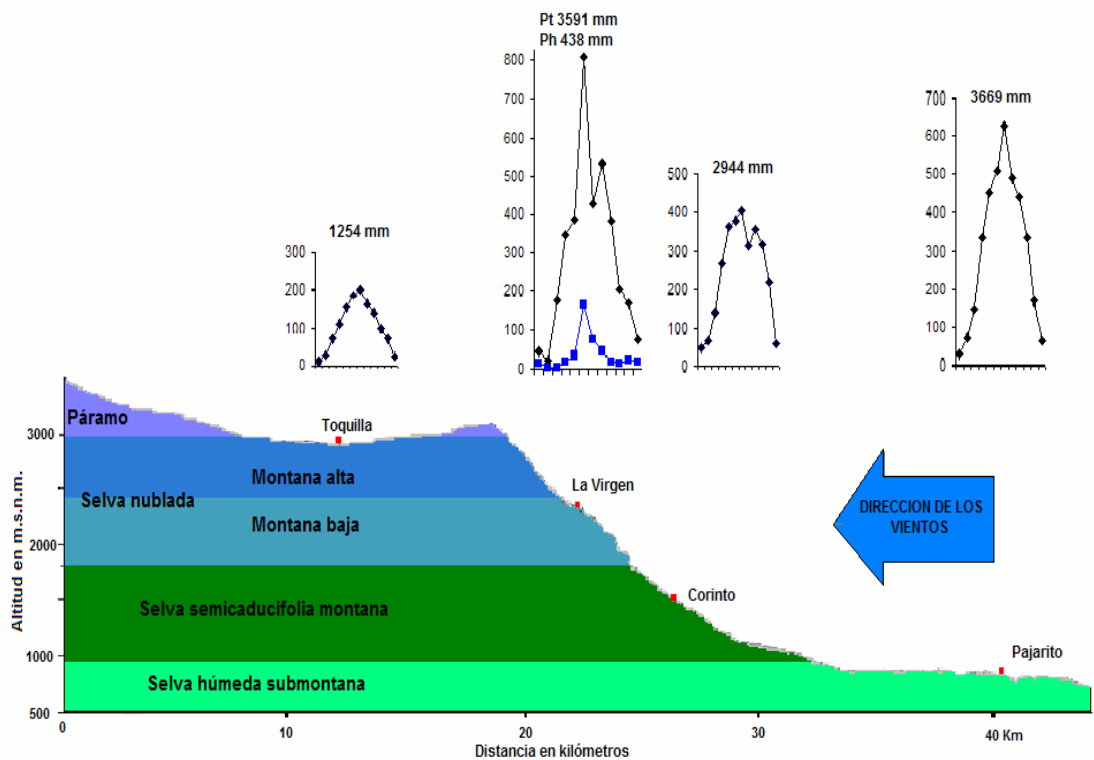 Pt 3591 mm
Ph 438 mm
800
700
600
500
400
300
200
100
0
3669 mm
700
600
500
400
300
200
100
0
2944 mm
500
400
300
200
100
0
1254 mm
300
200
100
0
Páramo
Toquilla
3000
Montana alta
La Virgen
Selva nublada
Montana baja
DIRECCION DE LOS
VIENTOS
2000
Corinto
Selva semicaducifolia montana
Pajarito
1000
Selva húmeda submontana
500
Altitud en m.s.n.m.
0
10
20
30
40 Km
Distancia en kilómetros